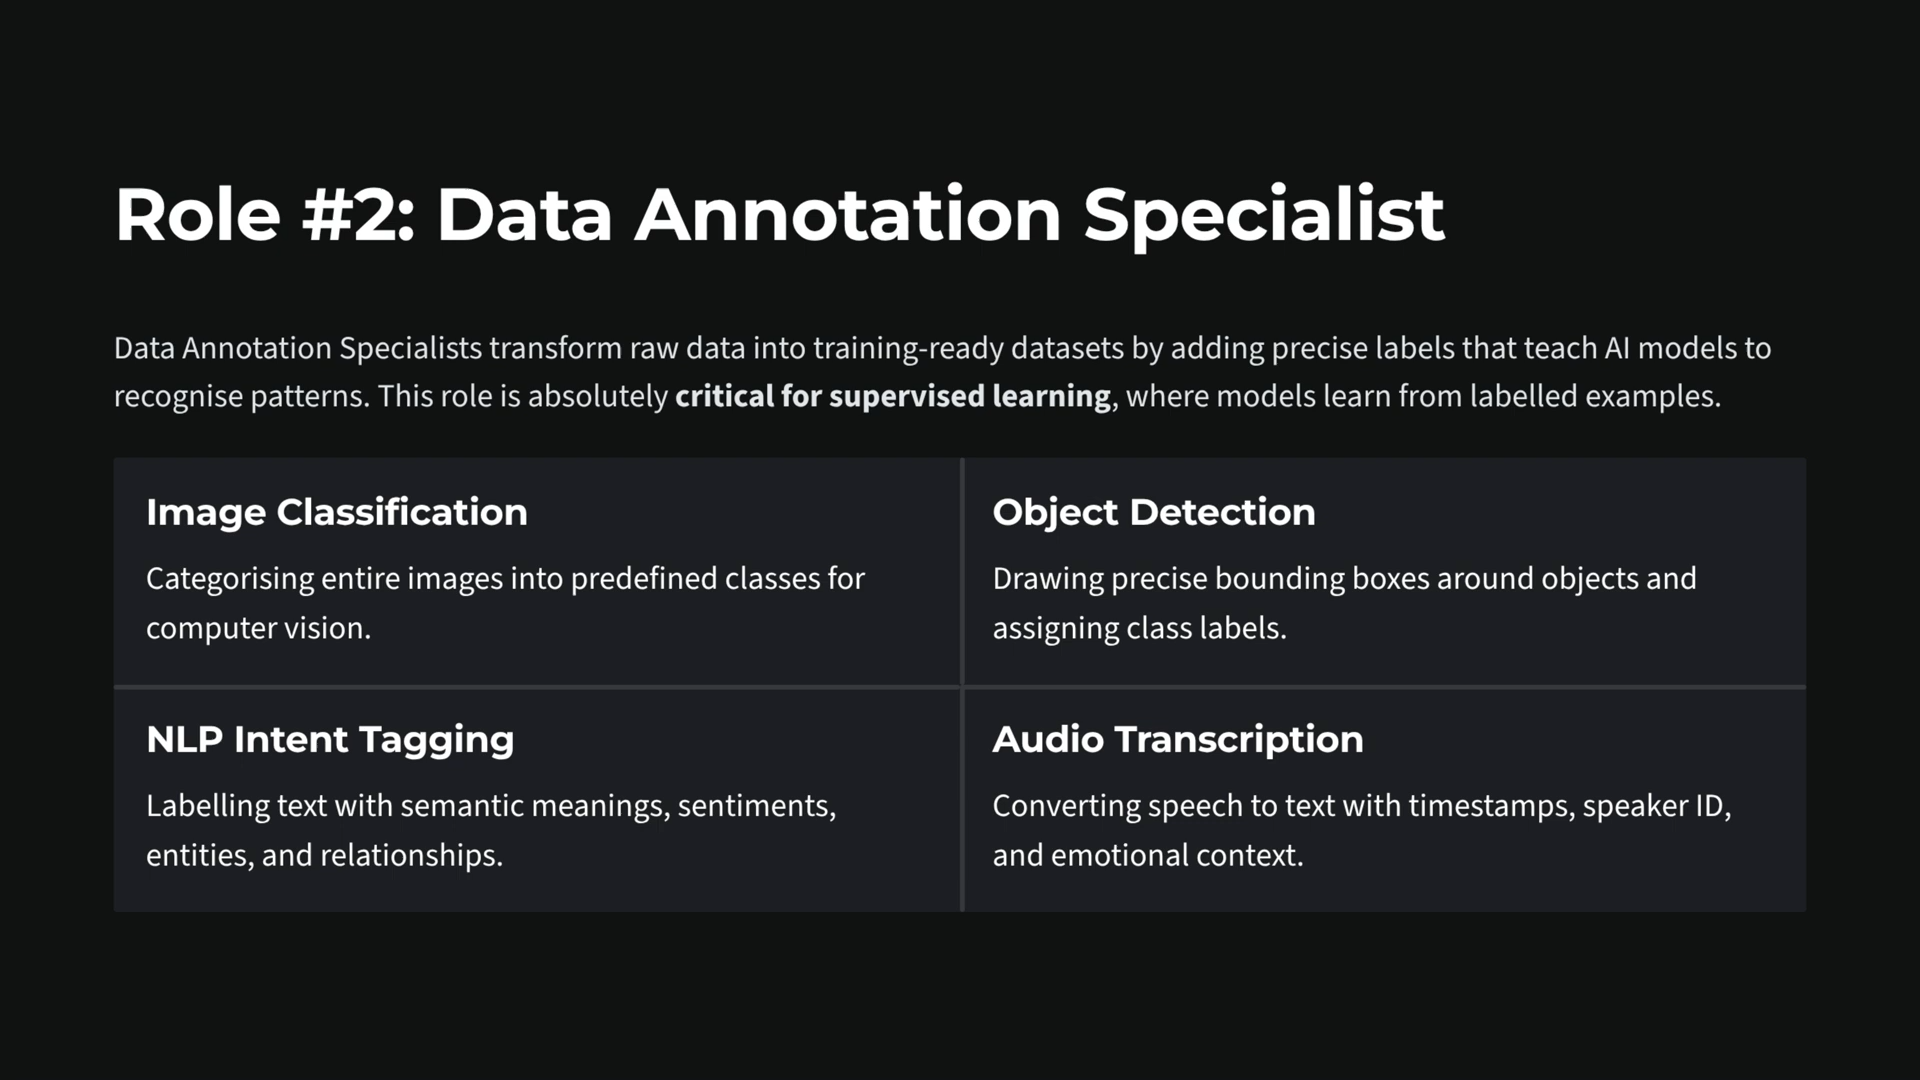 Role #2: Data Annotation Specialist
Data Annotation Specialists transform raw data into training-ready datasets by adding precise labels that teach AI models to
recognise patterns. This role is absolutely critical for supervised learning, where models learn from labelled examples.
Image Classification
Categorising entire images into predefined classes for
computer vision.
Object Detection
Drawing precise bounding boxes around objects and
assigning class labels.
NLP Intent Tagging
Labelling text with semantic meanings, sentiments,
entities, and relationships.
Audio Transcription
Converting speech to text with timestamps, speaker ID,
and emotional context.